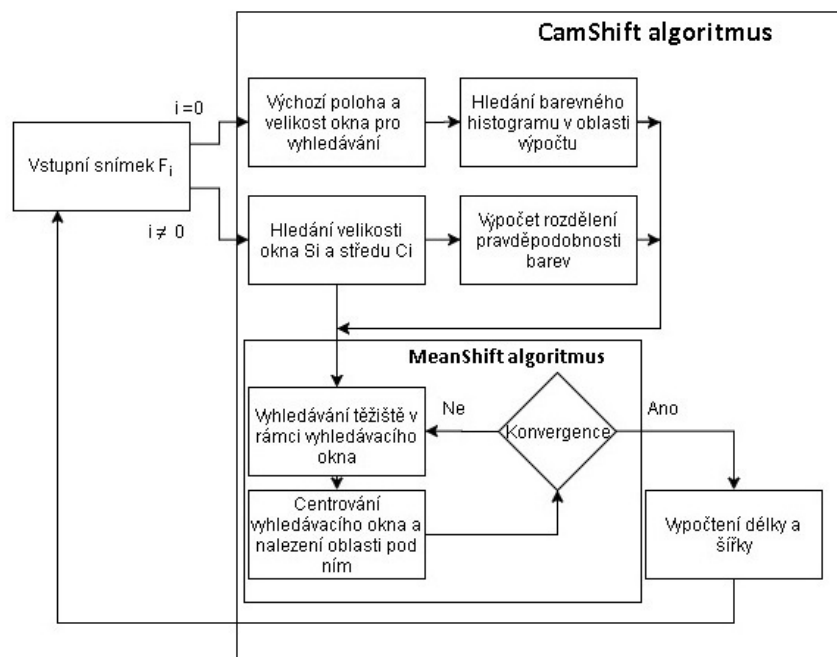 CamShift algoritmus
i=0
Výchozí poloha a
velikost okna pro
vyhledávání
Hledání barevného
histogramu v oblasti
výpočtu
Vstupní snímek Fi
i ≠ 0
Hledání velikosti
okna Si a středu Ci
Výpočet rozdělení
pravděpodobnosti
barev
MeanShift algoritmus
Vyhledávání těžiště v
rámci vyhledávacího
okna
Ne
Konvergence
Ano
Centrování
vyhledávacího okna a
nalezení oblasti pod
ním
Vypočtení délky a
šířky